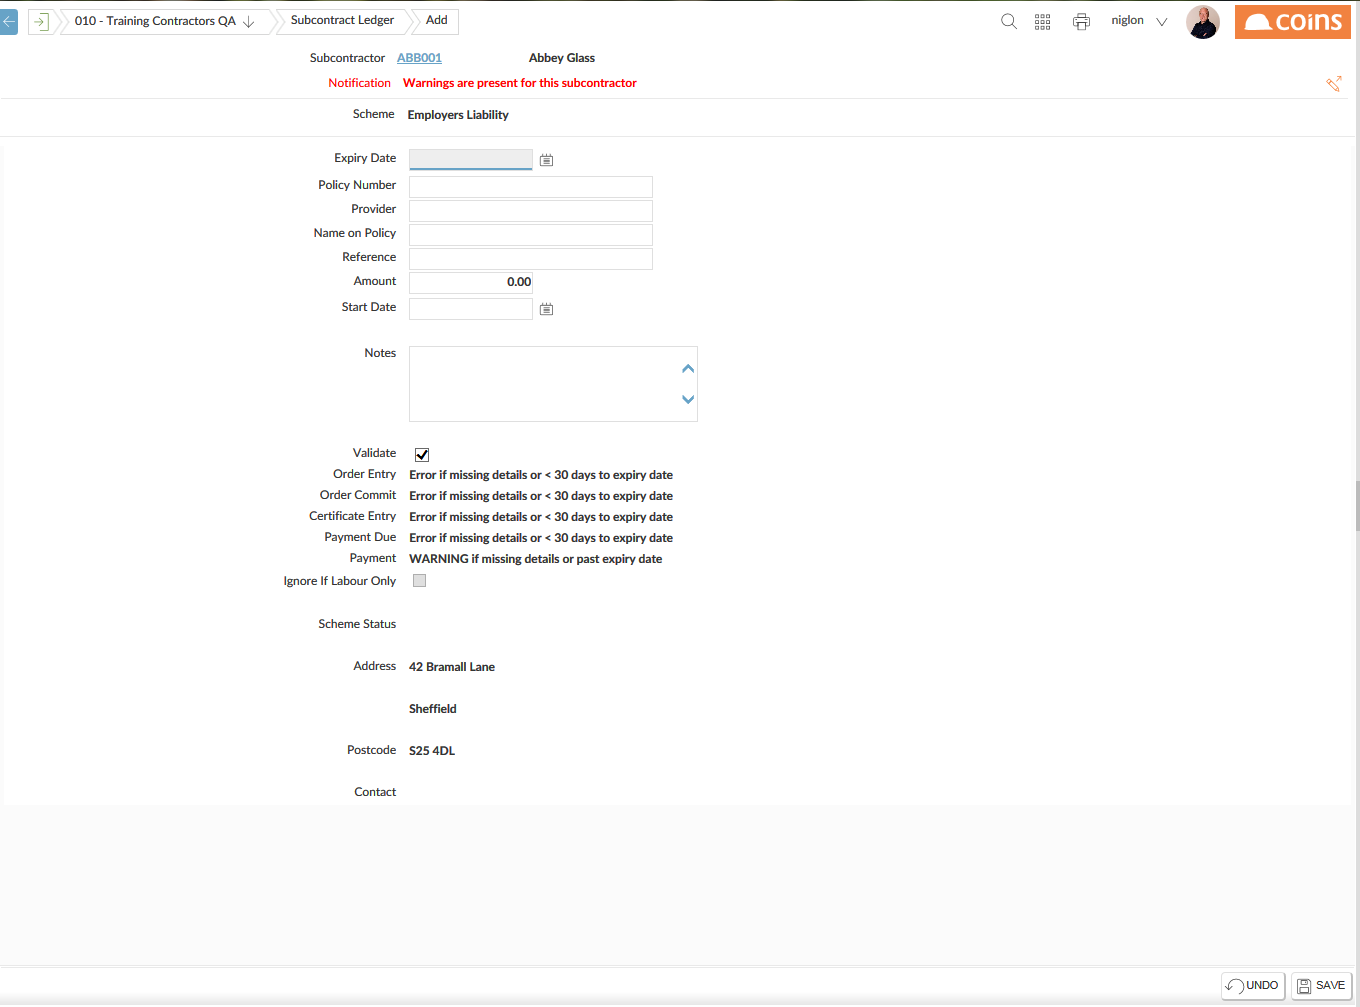 010 - Training Contractors QA
Subcontract Ledger
Add
niglon
coins
Subcontractor ABB001 Abbey Glass
Notification Warnings are present for this subcontractor
Scheme Employers Liability
Expiry Date
Policy Number
Provider
Name on Policy
Reference
Amount 0.00
Start Date
Notes
Validate
Order Entry Error if missing details or < 30 days to expiry date
Order Commit Error if missing details or < 30 days to expiry date
Certificate Entry Error if missing details or < 30 days to expiry date
Payment Due Error if missing details or < 30 days to expiry date
Payment WARNING if missing details or past expiry date
Ignore If Labour Only
Scheme Status
Address 42 Bramall Lane
Sheffield
Postcode S25 4DL
Contact
UNDO
SAVE